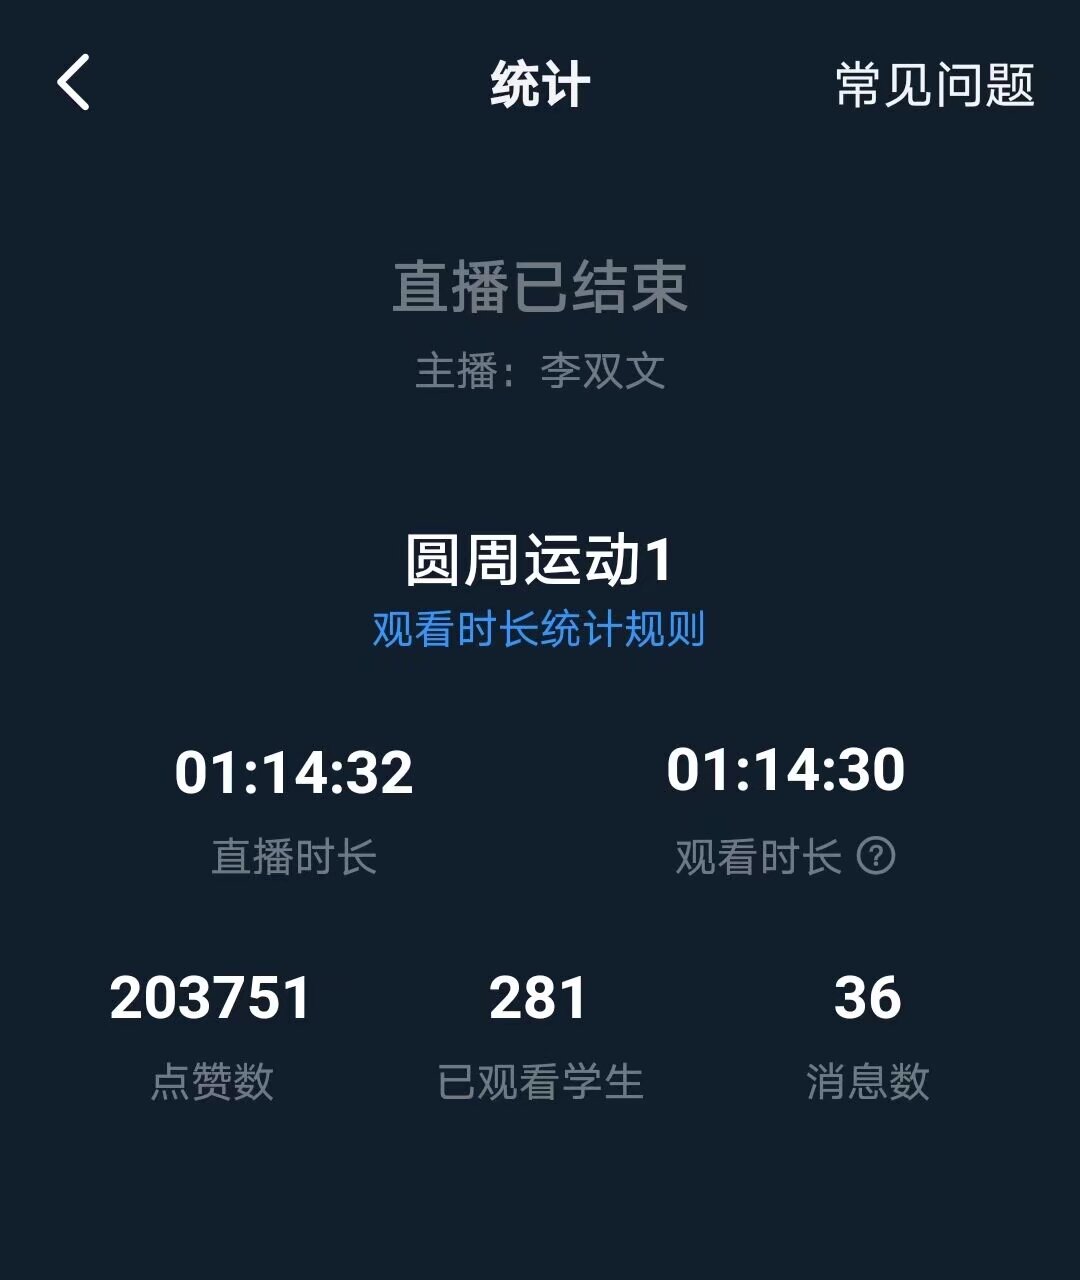 统计
常见问题
直播已结束
主播：李双文
圆周运动1
观看时长统计规则
01:14:32
01:14:30
直播时长
观看时长 ?
203751
281
36
点赞数
已观看学生
消息数